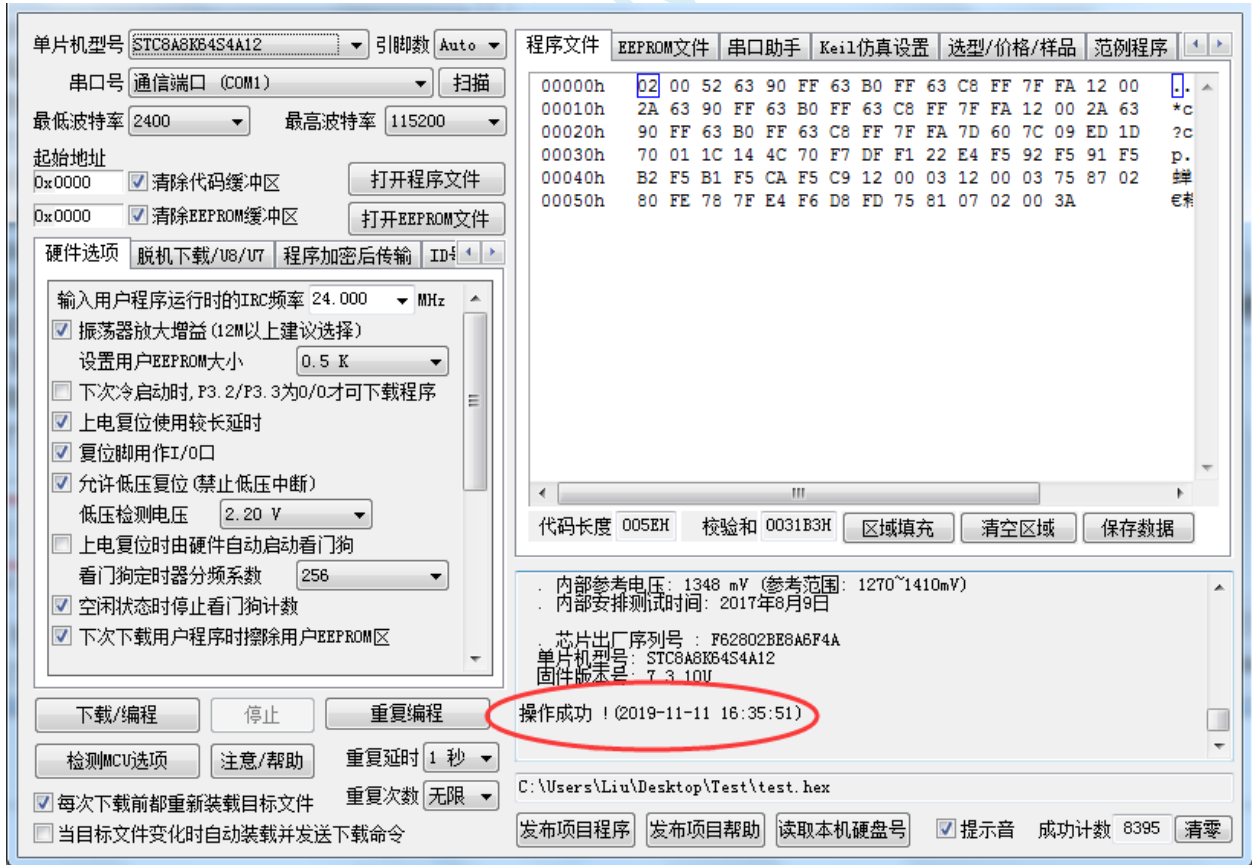 单片机型号 STC8A8K64S4A12 引脚数 Auto
串口号 通信端口 (COM1) 扫描
最低波特率 2400 最高波特率 115200
起始地址
0x0000 清除代码缓冲区 打开程序文件
0x0000 清除EEPROM缓冲区 打开EEPROM文件
硬件选项 脱机下载/U8/U7 程序加密后传输
输入用户程序运行时的IRC频率 24.000 MHz
振荡器放大增益(12M以上建议选择)
设置用户EEPROM大小 0.5 K
下次冷启动时,P3.2/P3.3为0/0才可下载程序
上电复位使用较长延时
复位脚用作I/O口
允许低压复位(禁止低压中断)
低压检测电压 2.20 V
上电复位时由硬件自动启动看门狗
看门狗定时器分频系数 256
空闲状态时停止看门狗计数
下次下载用户程序时擦除用户EEPROM区
下载/编程 停止 重复编程
检测MCU选项 注意/帮助 重复延时 1 秒
每次下载前都重新装载目标文件 重复次数 无限
当目标文件变化时自动装载并发送下载命令
程序文件 EEPROM文件 串口助手 Keil仿真设置 选型/价格/样品 范例程序
00000h 02 00 52 63 90 FF 63 B0 FF 63 C8 FF 7F FA 12 00 ..
00010h 2A 63 90 FF 63 B0 FF 63 C8 FF 7F FA 12 00 2A 63 *c
00020h 90 FF 63 B0 FF 63 C8 FF 7F FA 7D 60 7C 09 ED 1D ?c
00030h 70 01 1C 14 4C 70 F7 DF F1 22 E4 F5 92 F5 91 F5 p.
00040h B2 F5 B1 F5 CA F5 C9 12 00 03 12 00 03 75 87 02
00050h 80 FE 78 7F E4 F6 D8 FD 75 81 07 02 00 3A
代码长度 005EH 校验和 0031B3H 区域填充 清空区域 保存数据
. 内部参考电压: 1348 mV (参考范围: 1270~1410mV)
. 内部安排测试时间: 2017年8月9日
. 芯片出厂序列号 : F62802BE8A6F4A
单片机型号: STC8A8K64S4A12
固件版本号: 7.3.10U
操作成功 !(2019-11-11 16:35:51)
C:\Users\Liu\Desktop\Test\test.hex
发布项目程序 发布项目帮助 读取本机硬盘号 提示音 成功计数 8395 清零